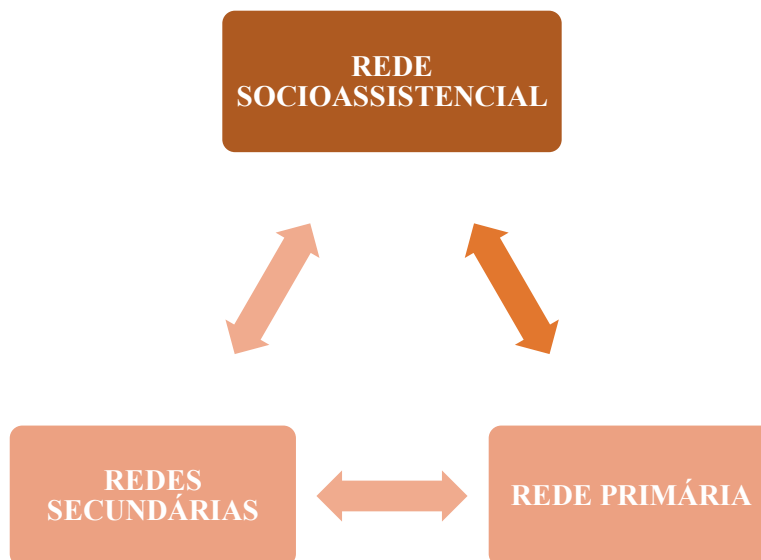 REDE
SOCIOASSISTENCIAL
REDES
SECUNDÁRIAS
REDE PRIMÁRIA